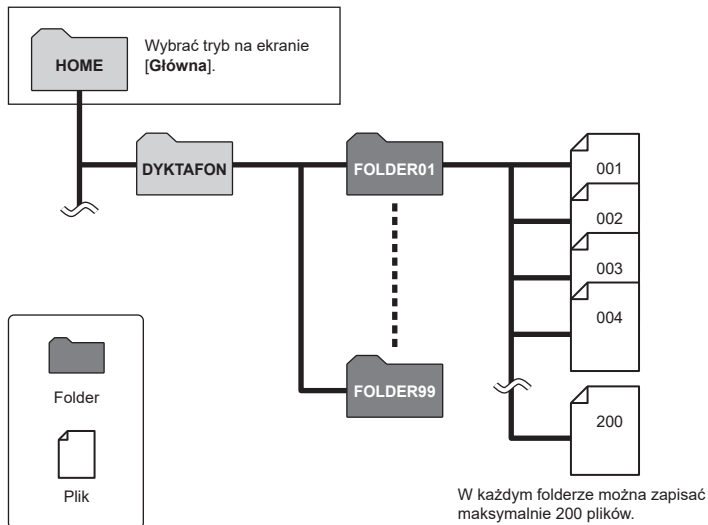 HOME
Wybrać tryb na ekranie
[Główna].
DYKTAFON
FOLDER01
001
002
003
004
FOLDER99
200
Folder
Plik
W każdym folderze można zapisać
maksymalnie 200 plików.